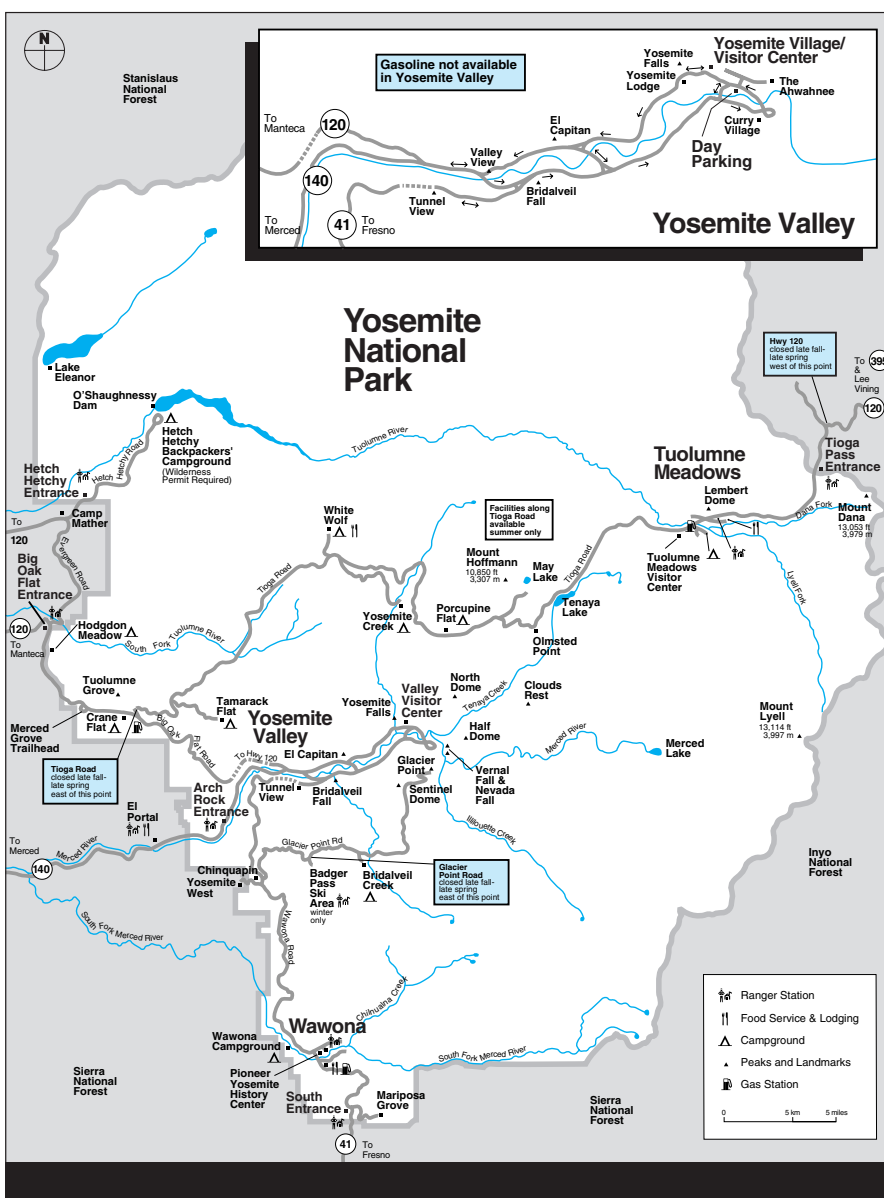 N
Stanislaus
National
Forest
Gasoline not available
in Yosemite Valley
Yosemite Village/
Visitor Center
Yosemite
Falls
Yosemite
Lodge
The
Ahwahnee
Curry
Village
Day
Parking
El
Capitan
To
Manteca
120
Valley
View
140
Tunnel
View
Bridalveil
Fall
To
Merced
41
To
Fresno
Yosemite Valley
Yosemite
National
Park
Lake
Eleanor
O'Shaughnessy
Dam
Hetch
Hetchy
Backpackers'
Campground
(Wilderness
Permit Required)
Hetch Hetchy Road
Hetch
Hetchy
Entrance
Camp
Mather
To
120
Evergreen Road
Big
Oak
Flat
Entrance
120
To
Manteca
Hodgdon
Meadow
South Fork Tuolumne River
Tuolumne River
Hwy 120
closed late fall-
late spring
west of this point
To
&
Lee
Vining
395
120
Tioga
Pass
Entrance
Tuolumne
Meadows
Lembert
Dome
Dana Fork
Mount
Dana
13,053 ft
3,979 m
Tuolumne
Meadows
Visitor
Center
Lyell Fork
White
Wolf
Facilities along
Tioga Road
available
summer only
Tioga Road
Mount
Hoffmann
10,850 ft
3,307 m
May
Lake
Tioga Road
Tenaya
Lake
Yosemite
Creek
Porcupine
Flat
Olmsted
Point
Tuolumne
Grove
Merced
Grove
Trailhead
Crane
Flat
Tamarack
Flat
Big Oak Flat Road
Tioga Road
closed late fall-
late spring
east of this point
Yosemite
Valley
Yosemite
Falls
Valley
Visitor
Center
North
Dome
Tenaya Creek
Clouds
Rest
Half
Dome
Merced River
Merced
Lake
Mount
Lyell
13,114 ft
3,997 m
To Hwy 120
El Capitan
Glacier
Point
Vernal
Fall &
Nevada
Fall
Sentinel
Dome
Arch
Rock
Entrance
Tunnel
View
Bridalveil
Fall
El
Portal
To
Merced
140
Merced River
Illilouette Creek
Glacier Point Rd
Chinquapin
Yosemite
West
Badger
Pass
Ski
Area
winter
only
Bridalveil
Creek
Glacier
Point Road
closed late fall-
late spring
east of this point
Inyo
National
Forest
South Fork Merced River
Wawona Road
Chilnualna Creek
Wawona
Wawona
Campground
Pioneer
Yosemite
History
Center
South Fork Merced River
South
Entrance
Mariposa
Grove
41
To
Fresno
Sierra
National
Forest
Sierra
National
Forest
Ranger Station
Food Service & Lodging
Campground
Peaks and Landmarks
Gas Station
0
5 km
5 miles